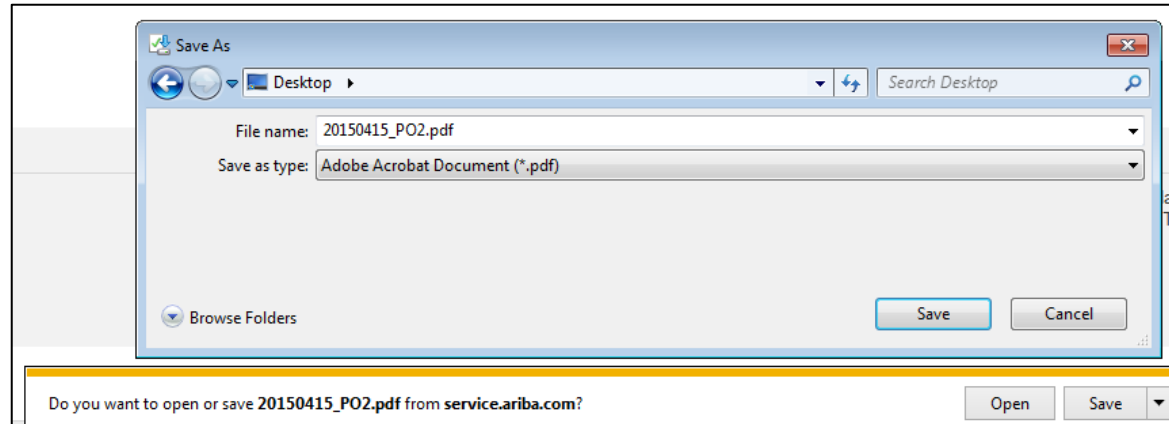 Save As
Desktop
Search Desktop
File name: 20150415_PO2.pdf
Save as type: Adobe Acrobat Document (*.pdf)
Browse Folders
Save Cancel
Do you want to open or save 20150415_PO2.pdf from service.ariba.com?
Open Save